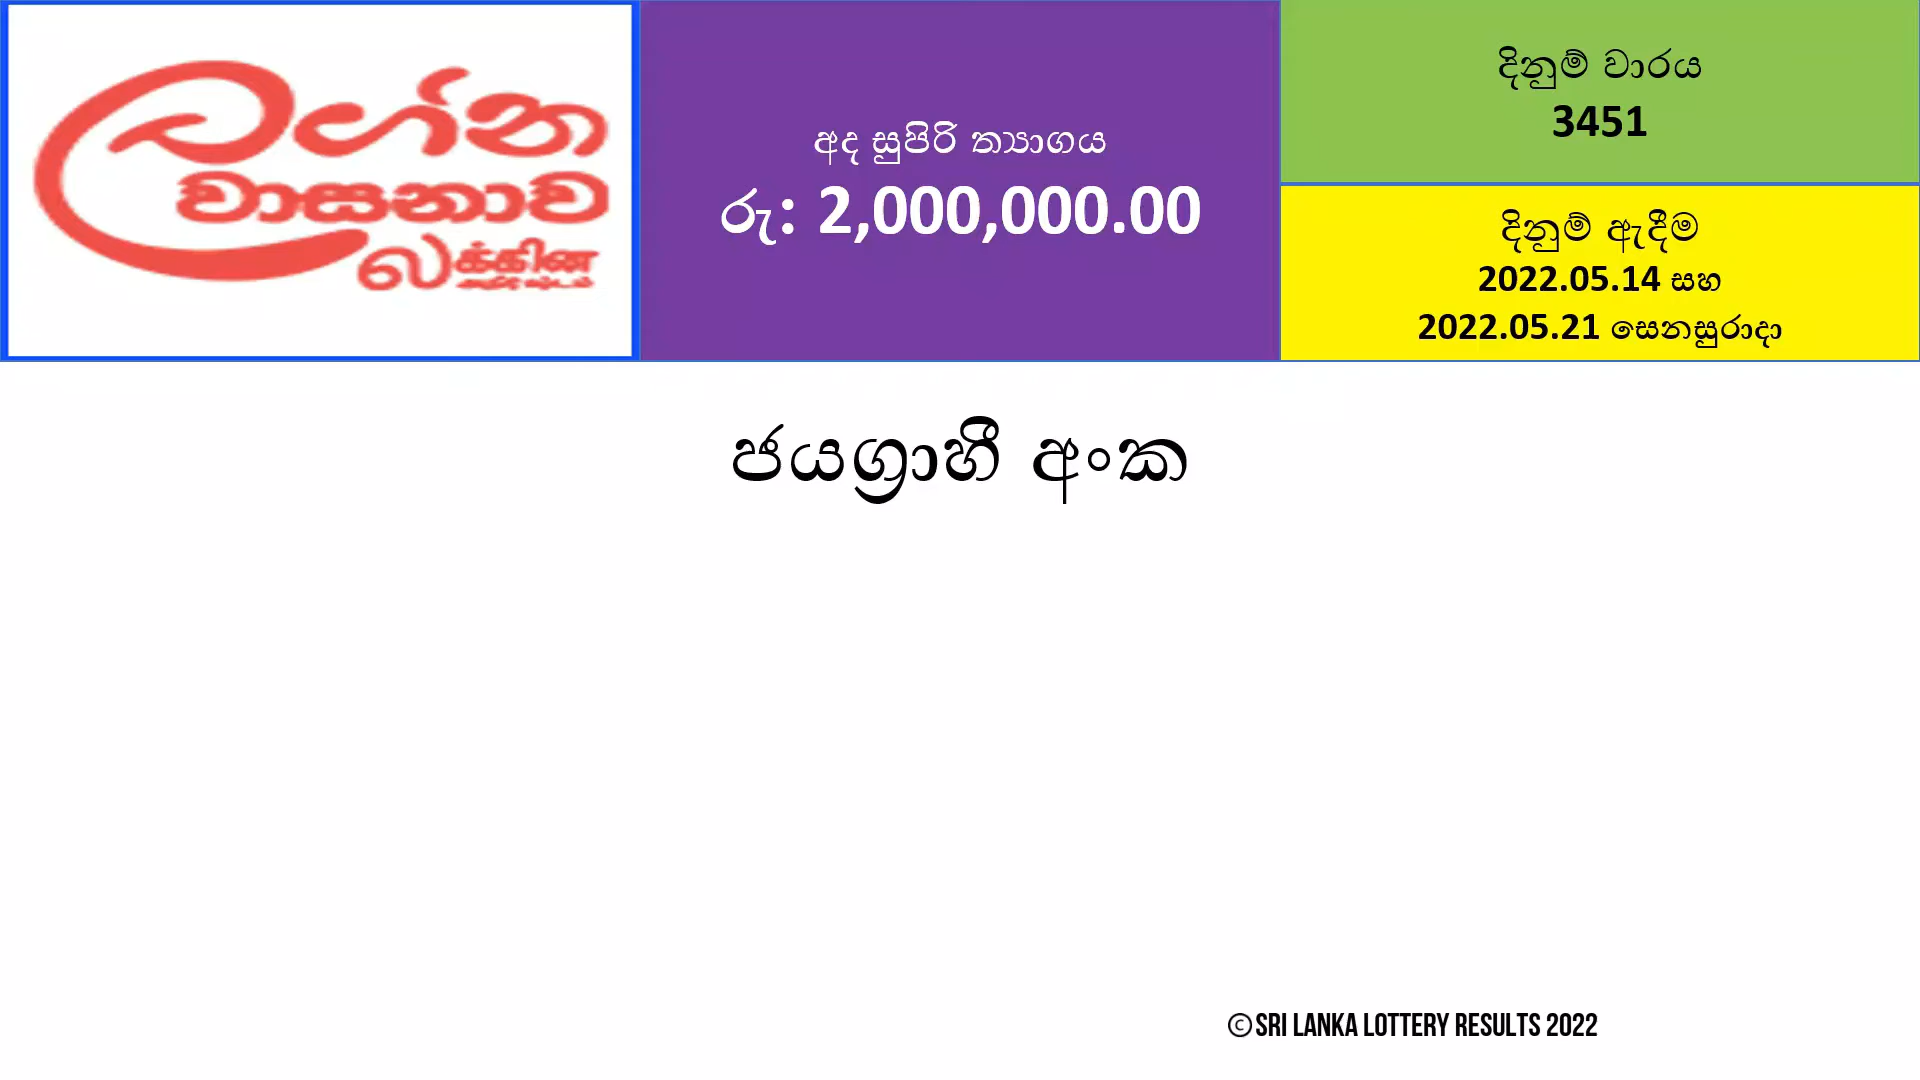 ලග්න
වාසනාව
අද සුපිරි ත්‍යාගය
රු: 2,000,000.00
දිනුම් වාරය
3451
දිනුම් ඇදීම
2022.05.14 සහ
2022.05.21 සෙනසුරාදා
ජයග්‍රාහී අංක
©SRI LANKA LOTTERY RESULTS 2022